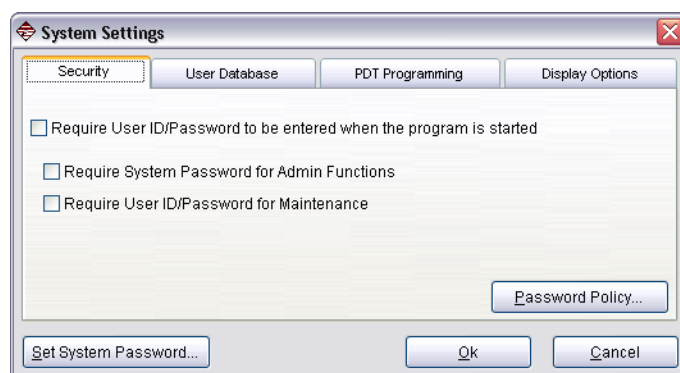 System Settings
Security User Database PDT Programming Display Options
Require User ID/Password to be entered when the program is started
Require System Password for Admin Functions
Require User ID/Password for Maintenance
Password Policy...
Set System Password... Ok Cancel